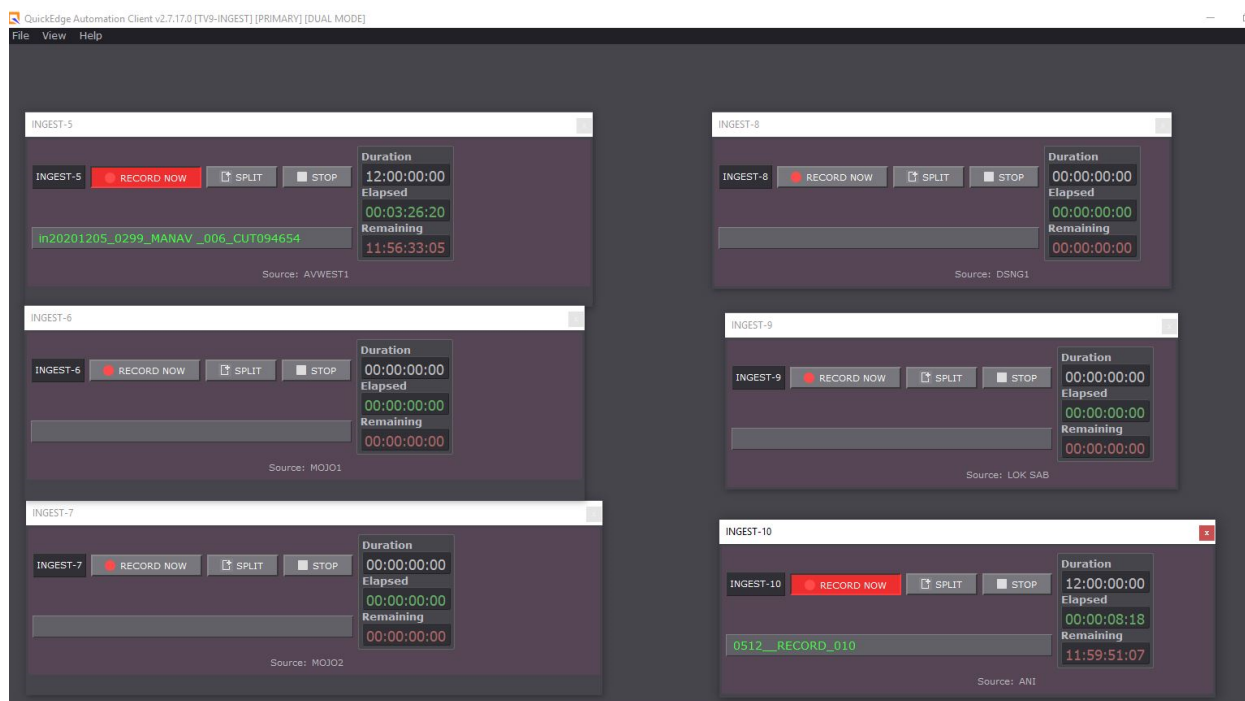 QuickEdge Automation Client v2.7.17.0 [TV9-INGEST] [PRIMARY] [DUAL MODE]
File View Help
INGEST-5
INGEST-5 RECORD NOW SPLIT STOP
Duration
12:00:00:00
Elapsed
00:03:26:20
Remaining
11:56:33:05
in20201205_0299_MANAV _006_CUT094654
Source: AVWEST1
INGEST-6
INGEST-6 RECORD NOW SPLIT STOP
Duration
00:00:00:00
Elapsed
00:00:00:00
Remaining
00:00:00:00
Source: MOJO1
INGEST-7
INGEST-7 RECORD NOW SPLIT STOP
Duration
00:00:00:00
Elapsed
00:00:00:00
Remaining
00:00:00:00
Source: MOJO2
INGEST-8
INGEST-8 RECORD NOW SPLIT STOP
Duration
00:00:00:00
Elapsed
00:00:00:00
Remaining
00:00:00:00
Source: DSNG1
INGEST-9
INGEST-9 RECORD NOW SPLIT STOP
Duration
00:00:00:00
Elapsed
00:00:00:00
Remaining
00:00:00:00
Source: LOK SAB
INGEST-10
INGEST-10 RECORD NOW SPLIT STOP
Duration
12:00:00:00
Elapsed
00:00:08:18
Remaining
11:59:51:07
0512__RECORD_010
Source: ANI